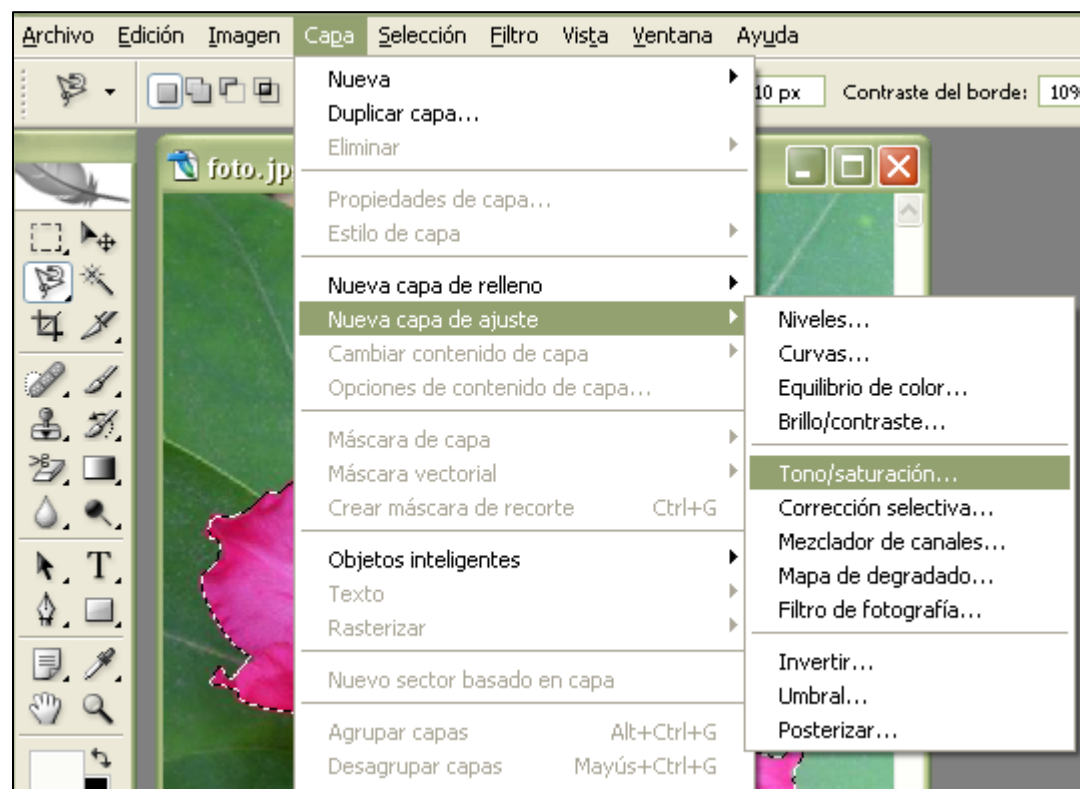 Archivo Edición Imagen Capa Selección Filtro Vista Ventana Ayuda
10 px Contraste del borde: 10%
foto.jp
Nueva
Duplicar capa...
Eliminar
Propiedades de capa...
Estilo de capa
Nueva capa de relleno
Nueva capa de ajuste
Cambiar contenido de capa
Opciones de contenido de capa...
Máscara de capa
Máscara vectorial
Crear máscara de recorte Ctrl+G
Objetos inteligentes
Texto
Rasterizar
Nuevo sector basado en capa
Agrupar capas Alt+Ctrl+G
Desagrupar capas Mayús+Ctrl+G
Niveles...
Curvas...
Equilibrio de color...
Brillo/contraste...
Tono/saturación...
Corrección selectiva...
Mezclador de canales...
Mapa de degradado...
Filtro de fotografía...
Invertir...
Umbral...
Posterizar...
T